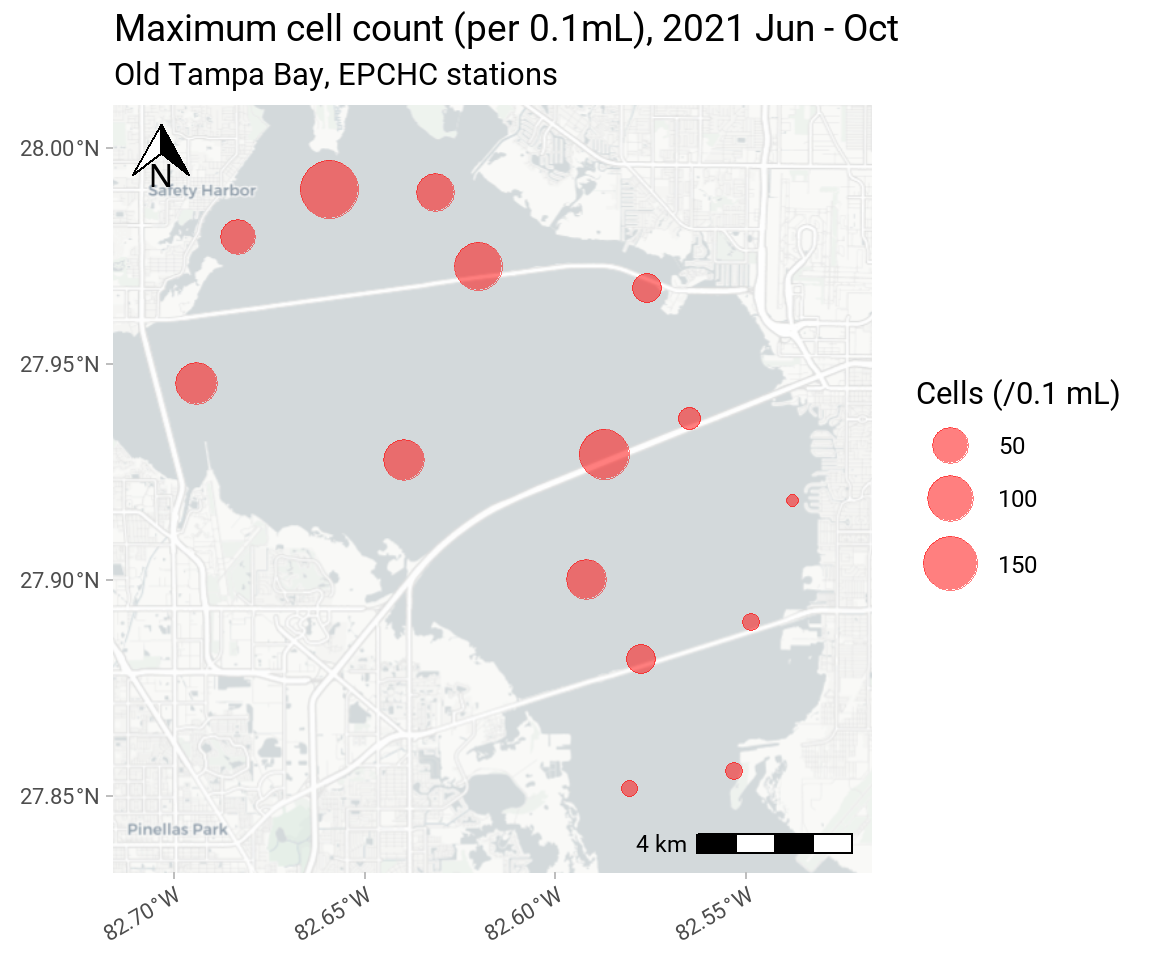 Maximum cell count (per 0.1mL), 2021 Jun - Oct
Old Tampa Bay, EPCHC stations
28.00°N
27.95°N
27.90°N
27.85°N
N
Safety Harbor
Pinellas Park
4 km
82.70°W
82.65°W
82.60°W
82.55°W
Cells (/0.1 mL)
50
100
150